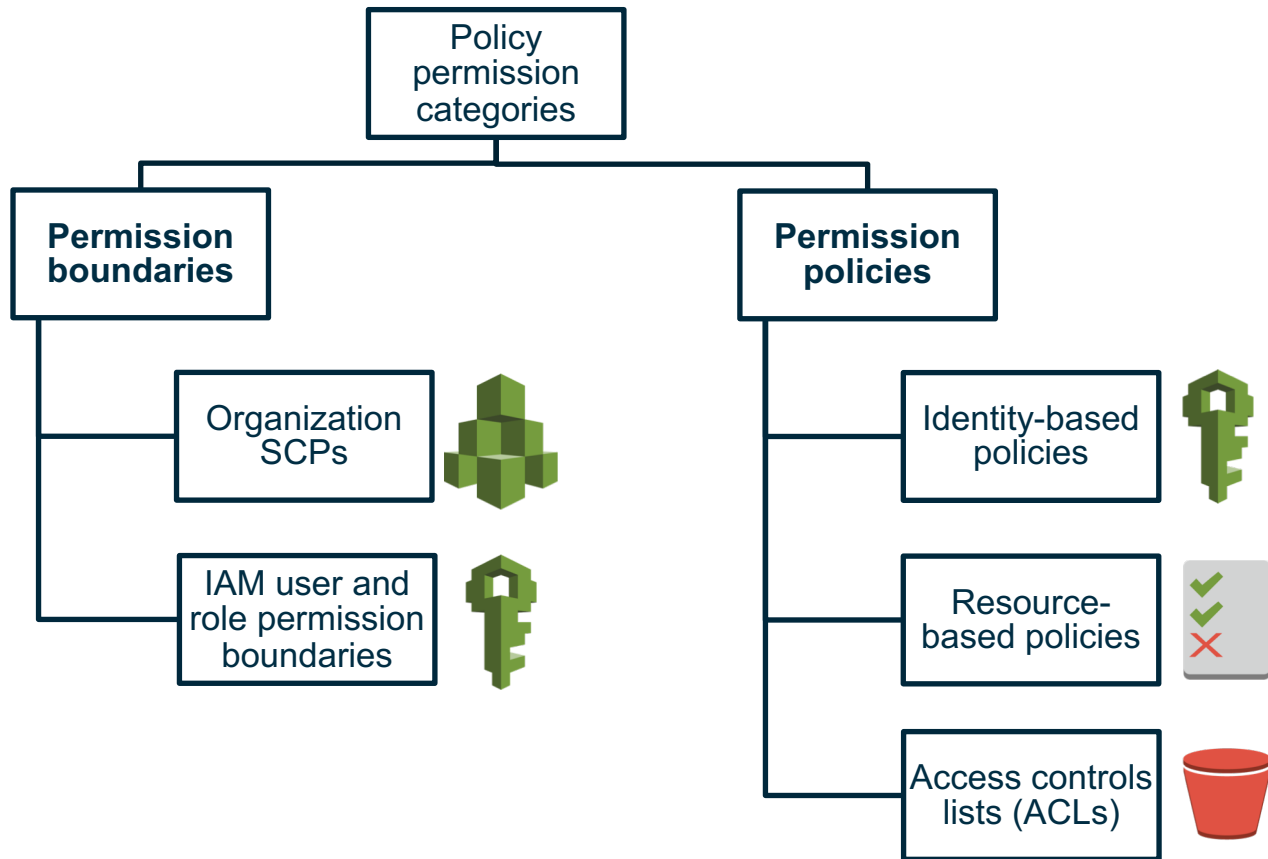 Policy
permission
categories
Permission
boundaries
Permission
policies
Organization
SCPs
Identity-based
policies
IAM user and
role permission
boundaries
Resource-
based policies
Access controls
lists (ACLs)